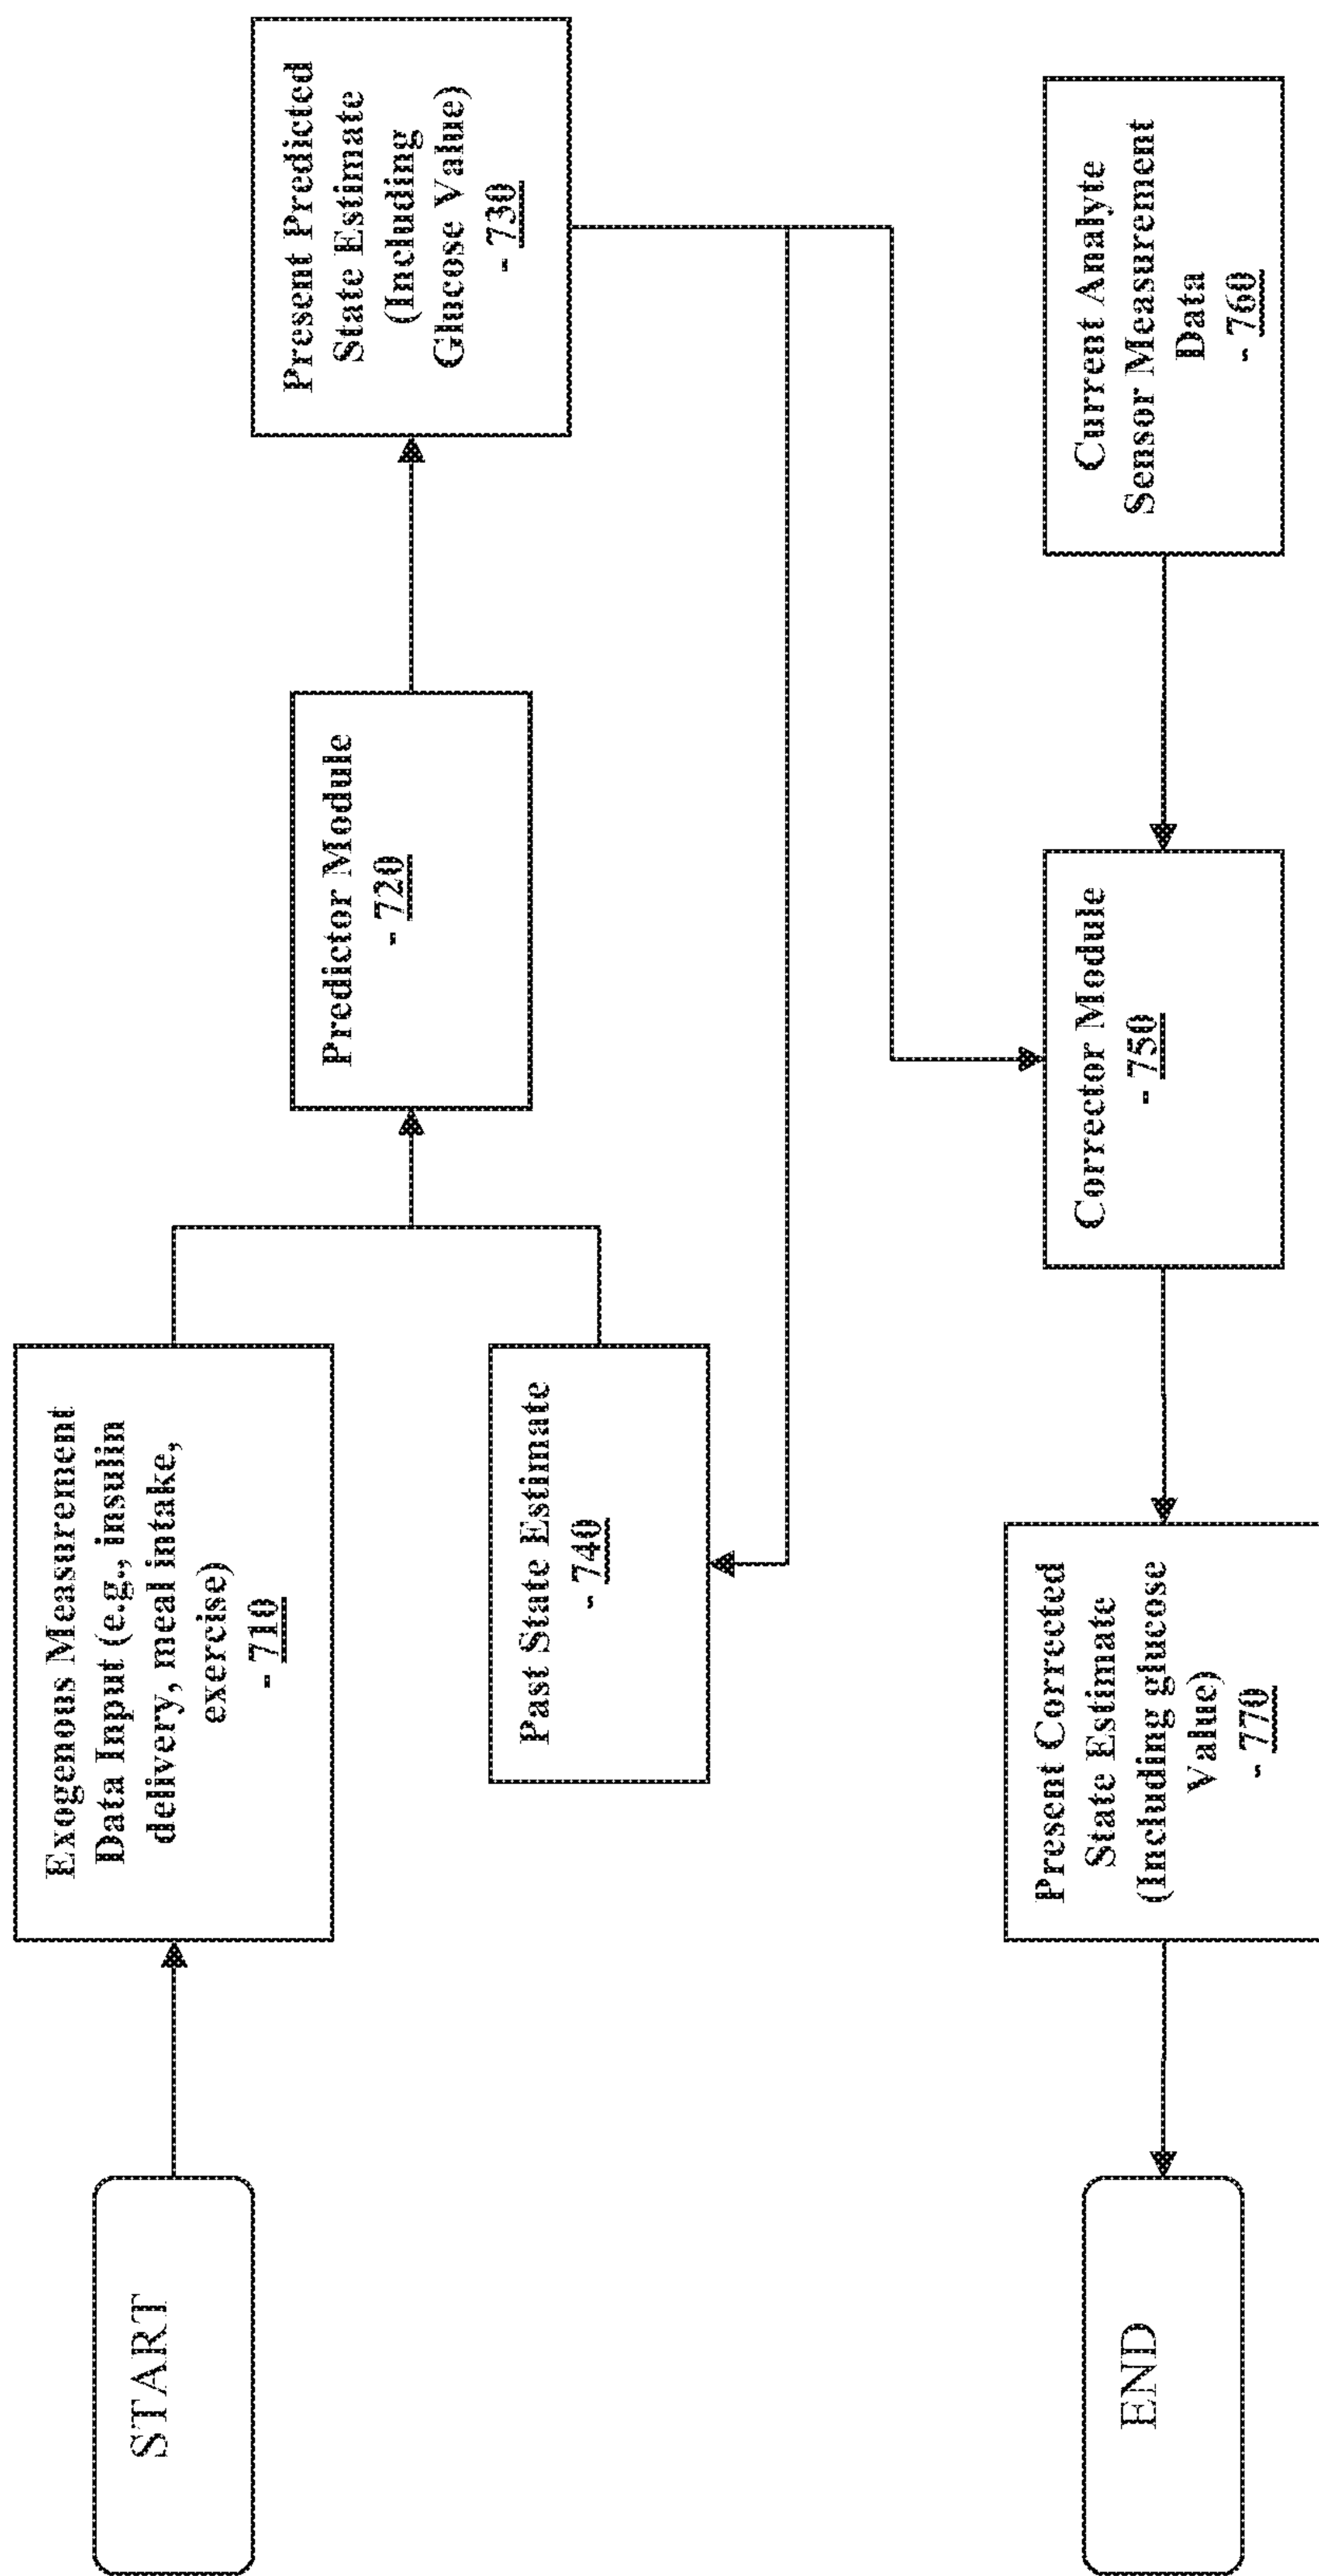 START
Exogenous Measurement
Data Input (e.g., insulin
delivery, meal intake,
exercise)
- 710
Predictor Module
- 720
Present Predicted
State Estimate
(Including
Glucose Value)
- 730
Past State Estimate
- 740
END
Present Corrected
State Estimate
(Including glucose
Value)
- 770
Corrector Module
- 750
Current Analyte
Sensor Measurement
Data
- 760